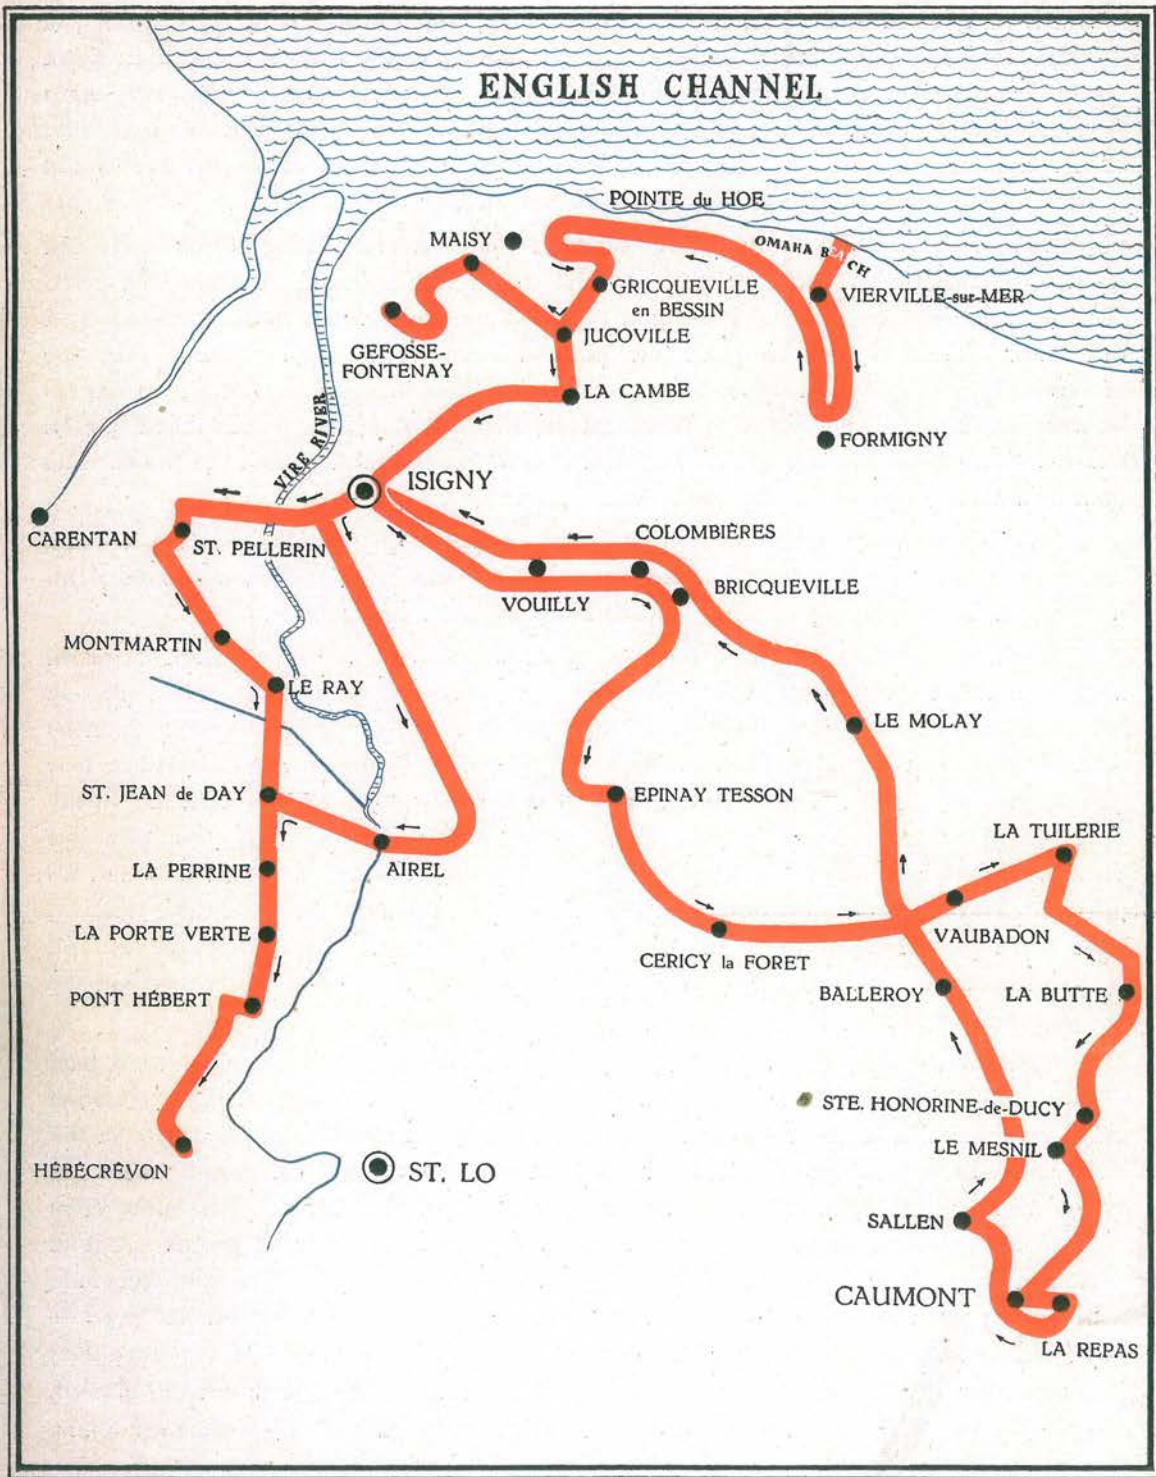 ENGLISH CHANNEL
POINTE du HOE
MAISY
OMAHA BEACH
GRICQUEVILLE
en BESSIN
VIERVILLE-sur-MER
JUCOVILLE
GEFOSSE-
FONTENAY
LA CAMBE
VIRE RIVER
FORMIGNY
ISIGNY
CARENTAN
ST. PELLERIN
COLOMBIÈRES
VOUILLY
BRICQUEVILLE
MONTMARTIN
LE RAY
LE MOLAY
ST. JEAN de DAY
EPINAY TESSON
LA TUILERIE
LA PERRINE
AIREL
LA PORTE VERTE
VAUBADON
CERICY la FORET
PONT HÉBERT
BALLEROY
LA BUTTE
STE. HONORINE-de-DUCY
LE MESNIL
HÉBÉCRÊVON
ST. LO
SALLEN
CAUMONT
LA REPAS